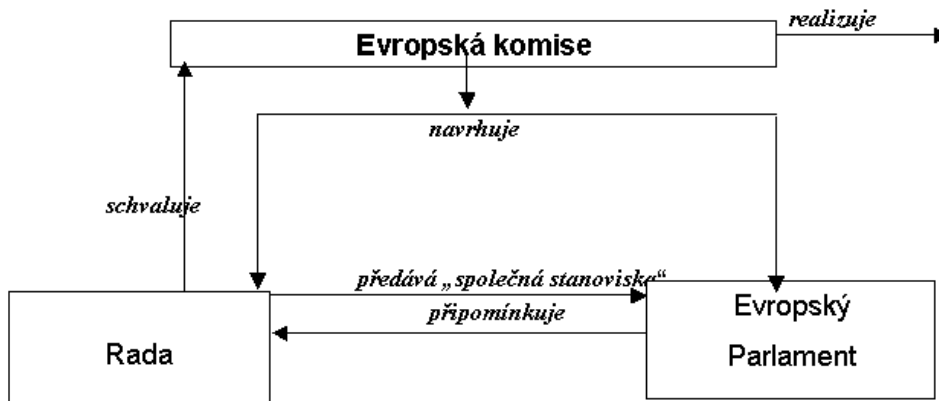 realizuje
Evropská komise
navrhuje
schvaluje
předává „společná stanoviska“
připomínkuje
Rada
Evropský
Parlament